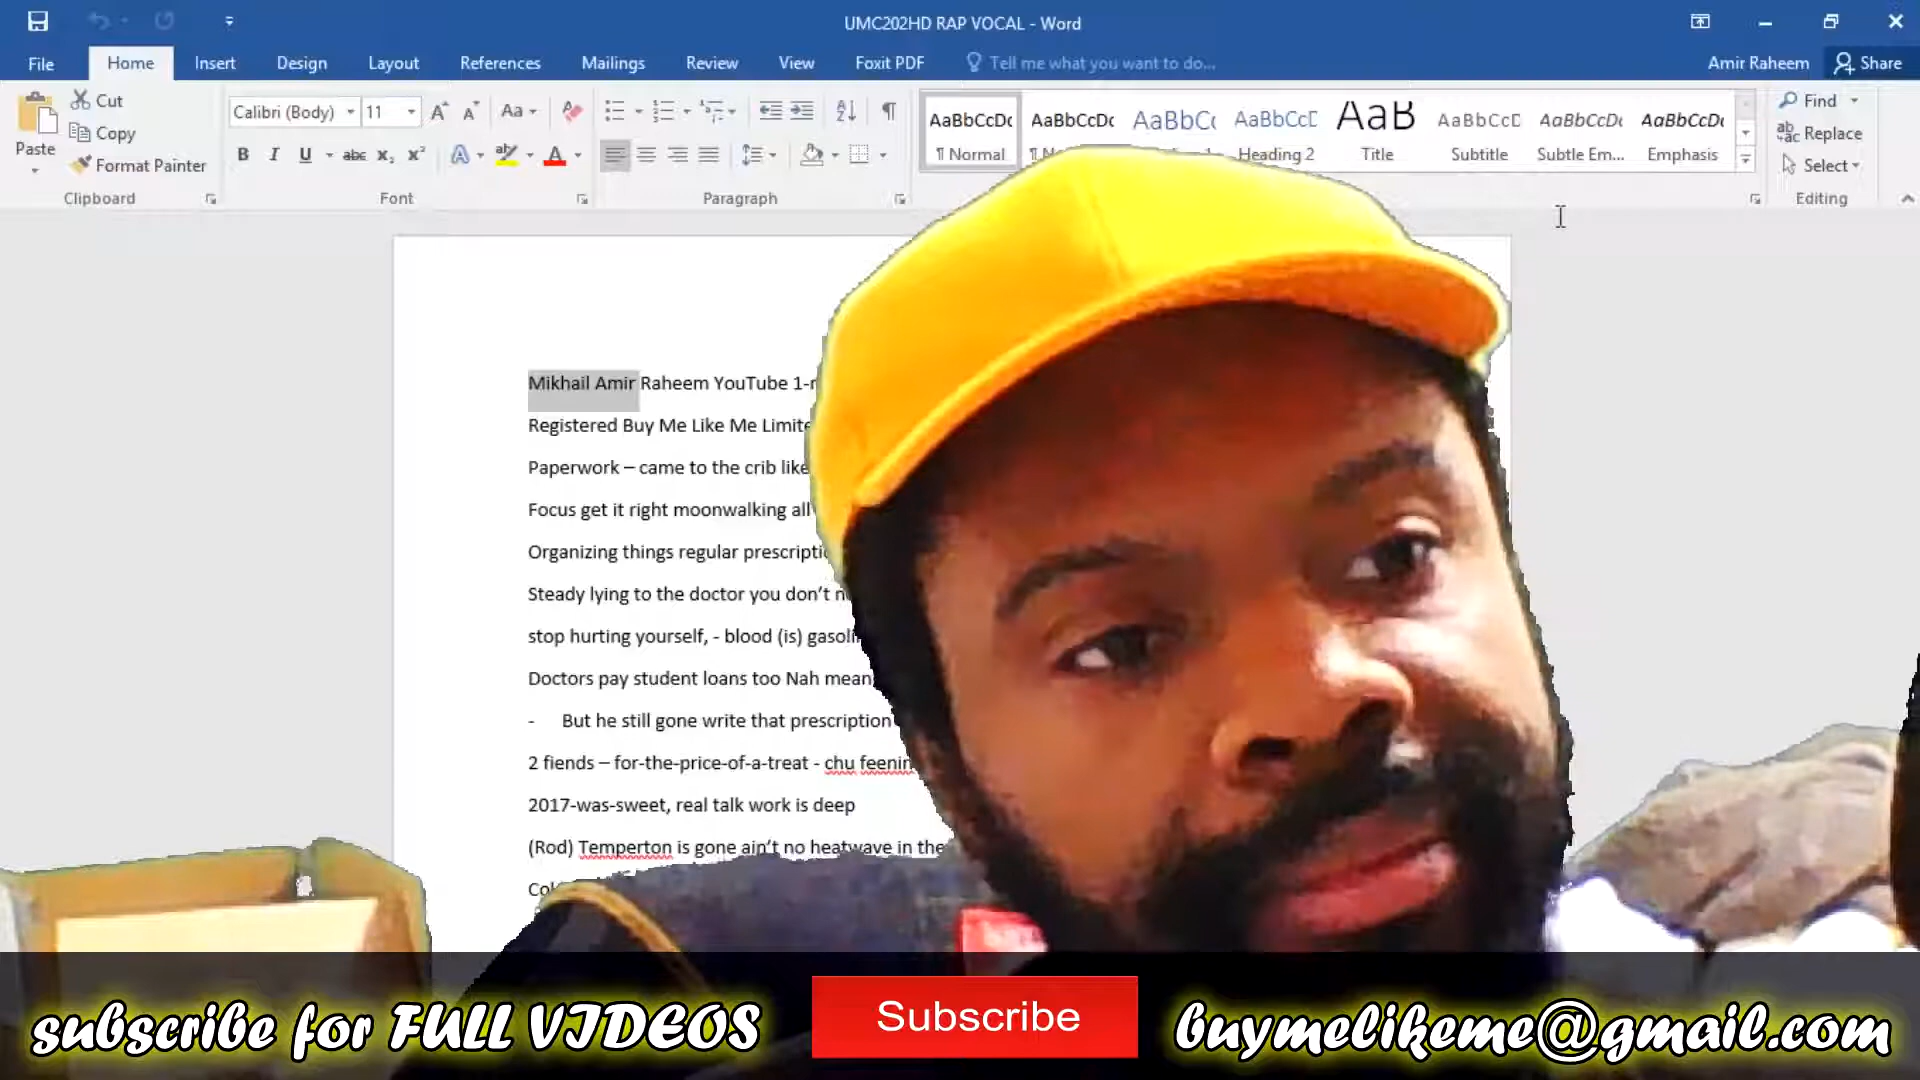 UMC202HD RAP VOCAL - Word
File Home Insert Design Layout References Mailings Review View Foxit PDF Tell me what you want to do... Amir Raheem Share
Paste
Cut
Copy
Format Painter
Clipboard
Calibri (Body) 11
Font
Paragraph
AaBbCcDc AaBbCcDc AaBbC AaBbCcD AaB AaBbCcD AaBbCcDc AaBbCcDc
¶ Normal Heading 2 Title Subtitle Subtle Em... Emphasis
Find
Replace
Select
Editing
Mikhail Amir Raheem YouTube
Registered Buy Me Like Me
Paperwork – came to the crib like
Focus get it right moonwalking all
Organizing things regular
Steady lying to the doctor you don't
stop hurting yourself, - blood (is)
Doctors pay student loans too Nah mean
- But he still gone write that prescription
2 fiends – for-the-price-of-a-treat - chu
2017-was-sweet, real talk work is deep
(Rod) Temperton is gone ain't no heatwave in the
subscribe for FULL VIDEOS
Subscribe
buymelikeme@gmail.com